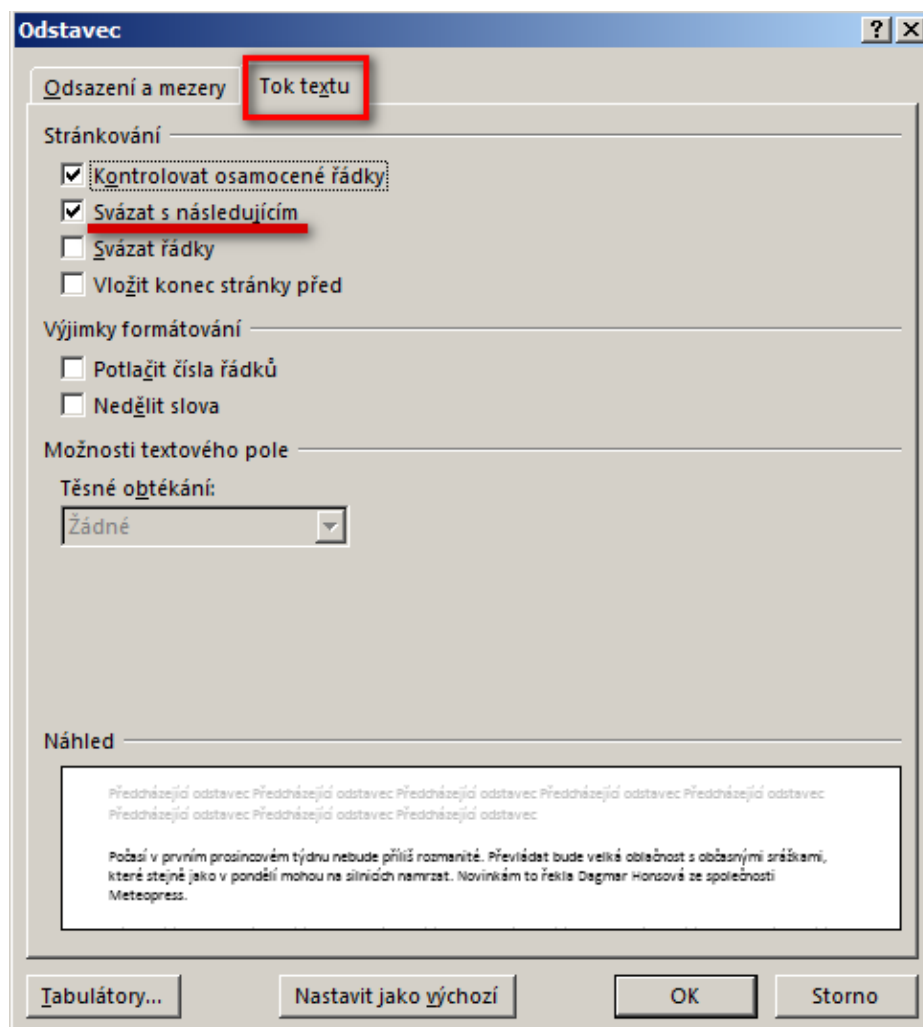 Odstavec
Odsazení a mezery
Tok textu
Stránkování
Kontrolovat osamocené řádky
Svázat s následujícím
Svázat řádky
Vložit konec stránky před
Výjimky formátování
Potlačit čísla řádků
Nedělit slova
Možnosti textového pole
Těsné obtékání:
Žádné
Náhled
Předcházející odstavec Předcházející odstavec Předcházející odstavec Předcházející odstavec Předcházející odstavec
Předcházející odstavec Předcházející odstavec Předcházející odstavec
Počasí v prvním prosincovém týdnu nebude příliš rozmanité. Převládat bude velká oblačnost s občasnými srážkami,
které stejně jako v pondělí mohou na silnicích namrzat. Novinkám to řekla Dagmar Honsová ze společnosti
Meteopress.
Tabulátory...
Nastavit jako výchozí
OK
Storno